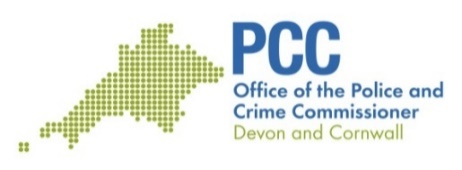 PCC
Office of the Police and
Crime Commissioner
Devon and Cornwall